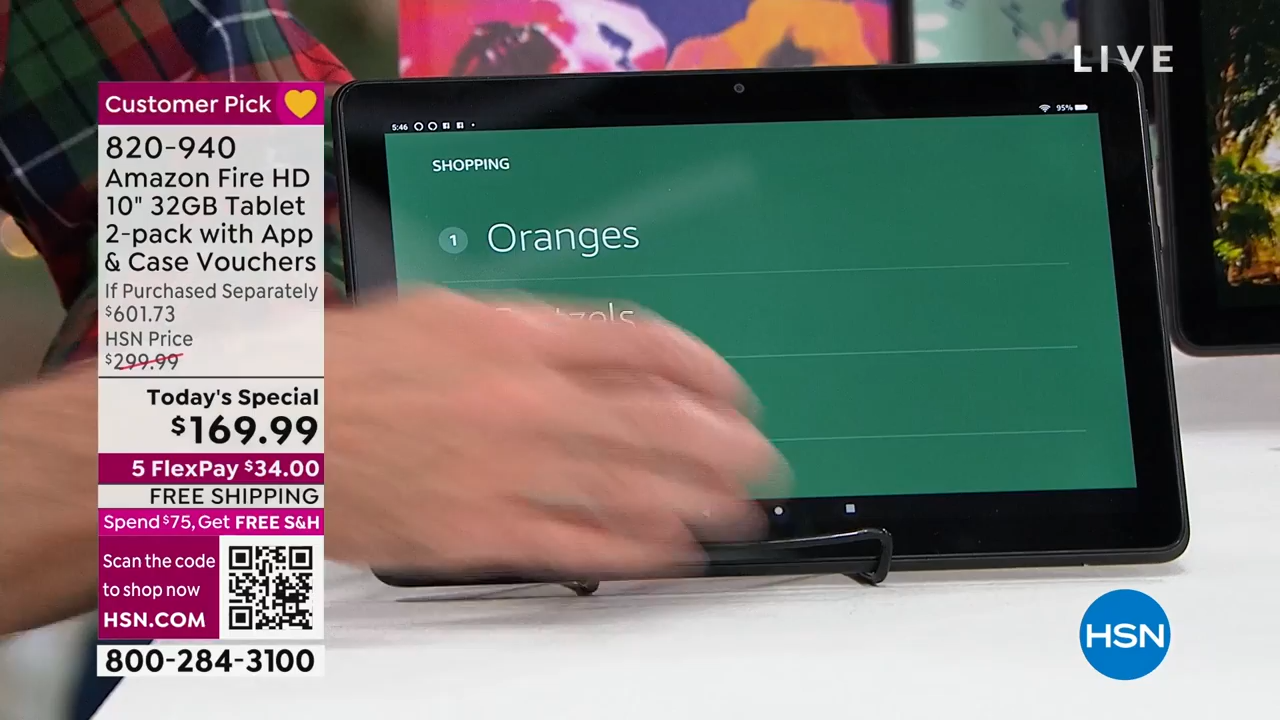 LIVE
Customer Pick
820-940
Amazon Fire HD
10" 32GB Tablet
2-pack with App
& Case Vouchers
If Purchased Separately
$601.73
HSN Price
$299.99
Today's Special
$169.99
5 FlexPay $34.00
FREE SHIPPING
Spend $75, Get FREE S&H
Scan the code
to shop now
HSN.COM
800-284-3100
5:46
95%
SHOPPING
1 Oranges
HSN